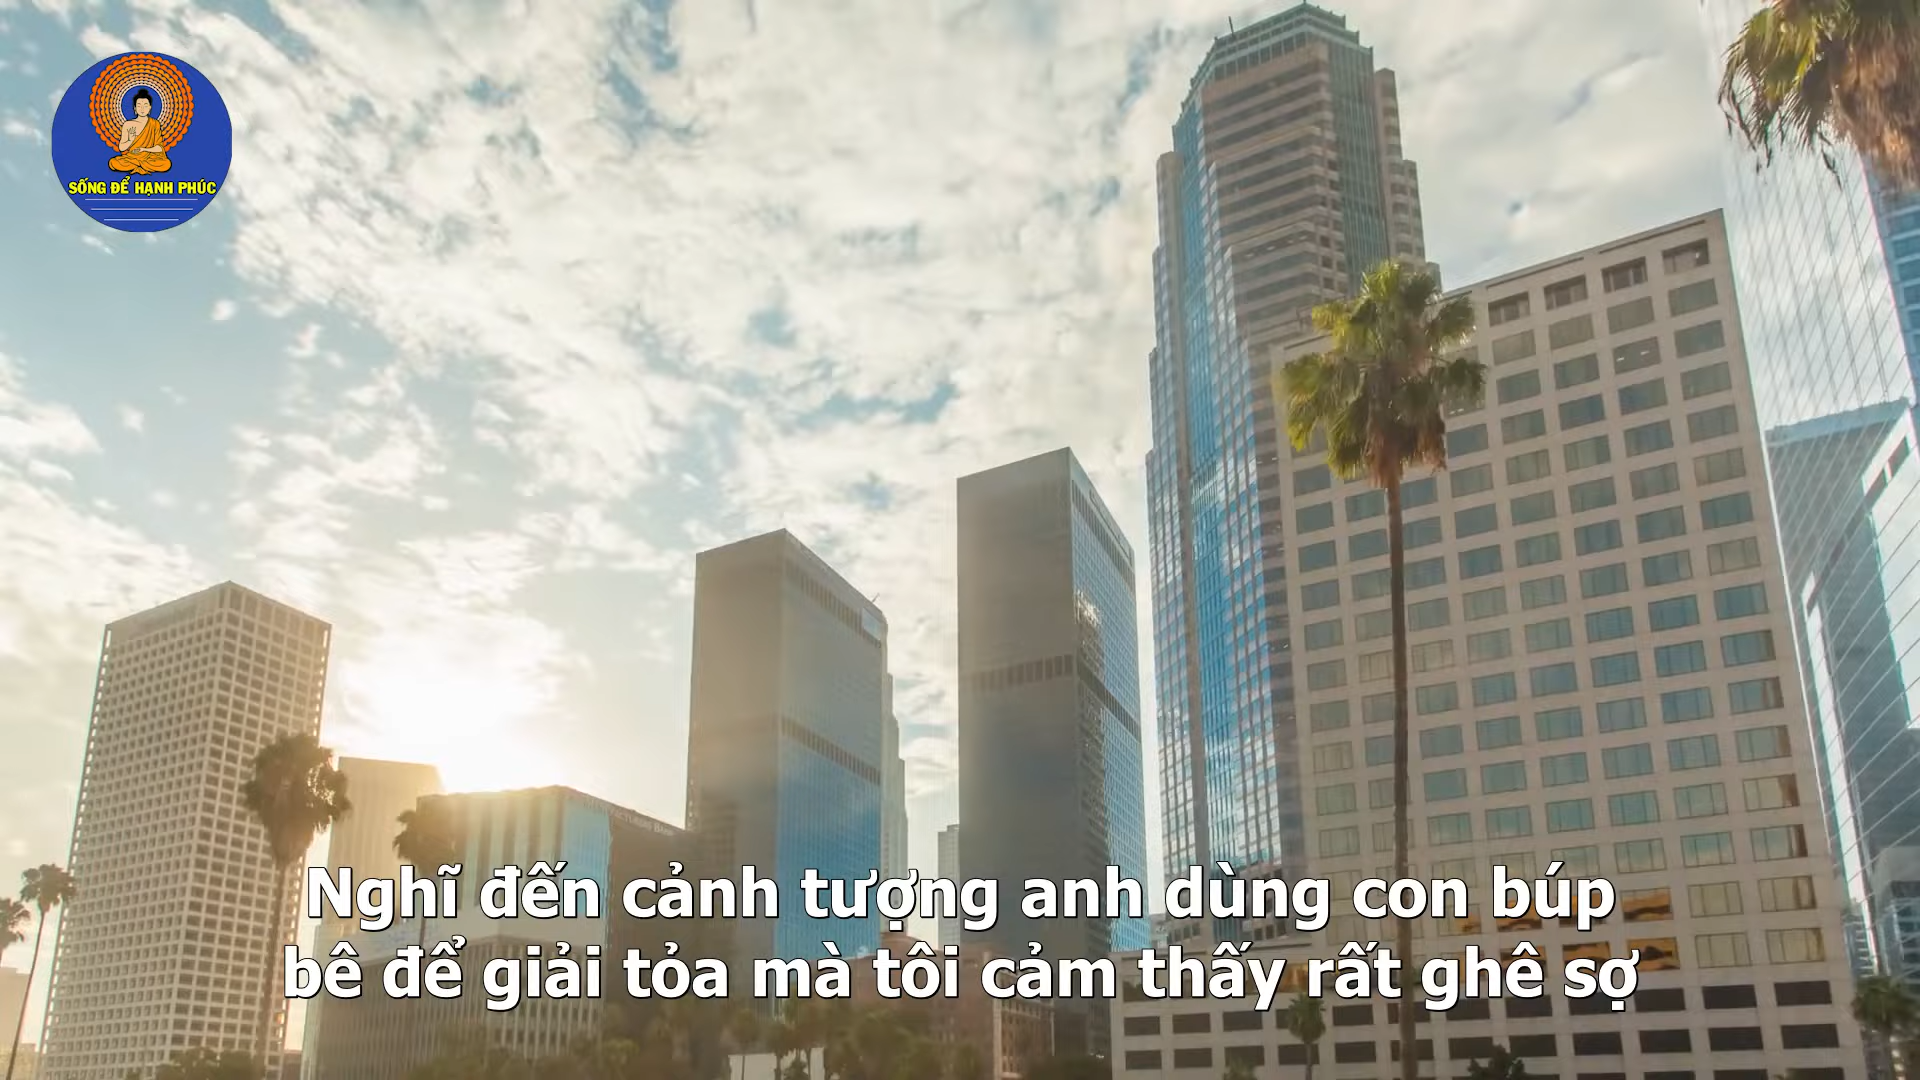 SỐNG ĐỂ HẠNH PHÚC
Nghĩ đến cảnh tượng anh dùng con búp
bê để giải tỏa mà tôi cảm thấy rất ghê sợ